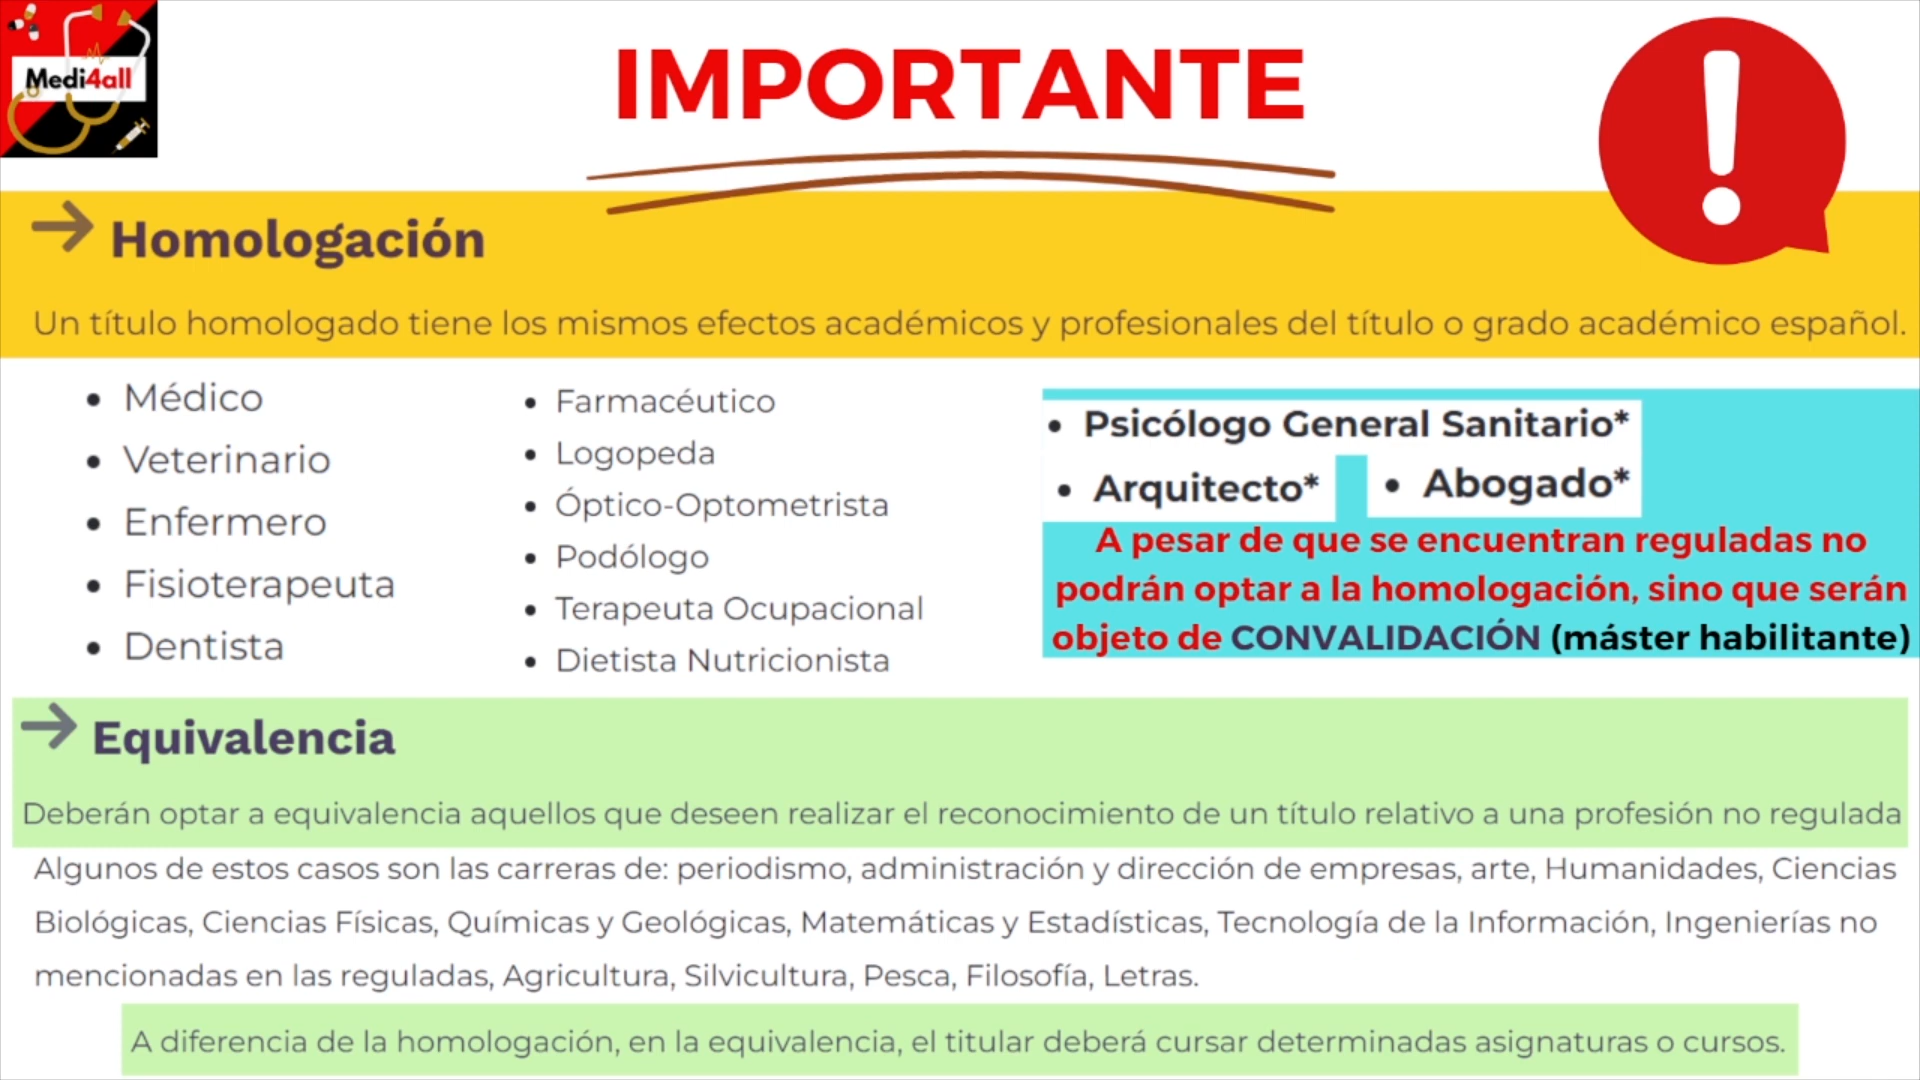 Medi4all
IMPORTANTE
Homologación
Un título homologado tiene los mismos efectos académicos y profesionales del título o grado académico español.
• Médico
• Veterinario
• Enfermero
• Fisioterapeuta
• Dentista
• Farmacéutico
• Logopeda
• Óptico-Optometrista
• Podólogo
• Terapeuta Ocupacional
• Dietista Nutricionista
• Psicólogo General Sanitario*
• Arquitecto* • Abogado*
A pesar de que se encuentran reguladas no
podrán optar a la homologación, sino que serán
objeto de CONVALIDACIÓN (máster habilitante)
Equivalencia
Deberán optar a equivalencia aquellos que deseen realizar el reconocimiento de un título relativo a una profesión no regulada
Algunos de estos casos son las carreras de: periodismo, administración y dirección de empresas, arte, Humanidades, Ciencias
Biológicas, Ciencias Físicas, Químicas y Geológicas, Matemáticas y Estadísticas, Tecnología de la Información, Ingenierías no
mencionadas en las reguladas, Agricultura, Silvicultura, Pesca, Filosofía, Letras.
A diferencia de la homologación, en la equivalencia, el titular deberá cursar determinadas asignaturas o cursos.